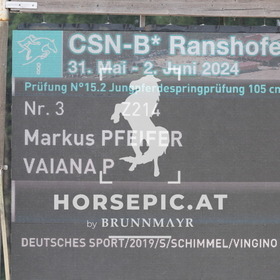 CSN-B* Ranshofe
31. Mai - 2. Juni 2024
Prüfung N°15.2 Jungpferdespringprüfung 105 cm
Nr. 3 Z214
Markus PFEIFER
VAIANA P
HORSEPIC.AT
by BRUNNMAYR
DEUTSCHES SPORT/2019/S/SCHIMMEL/VINGINO